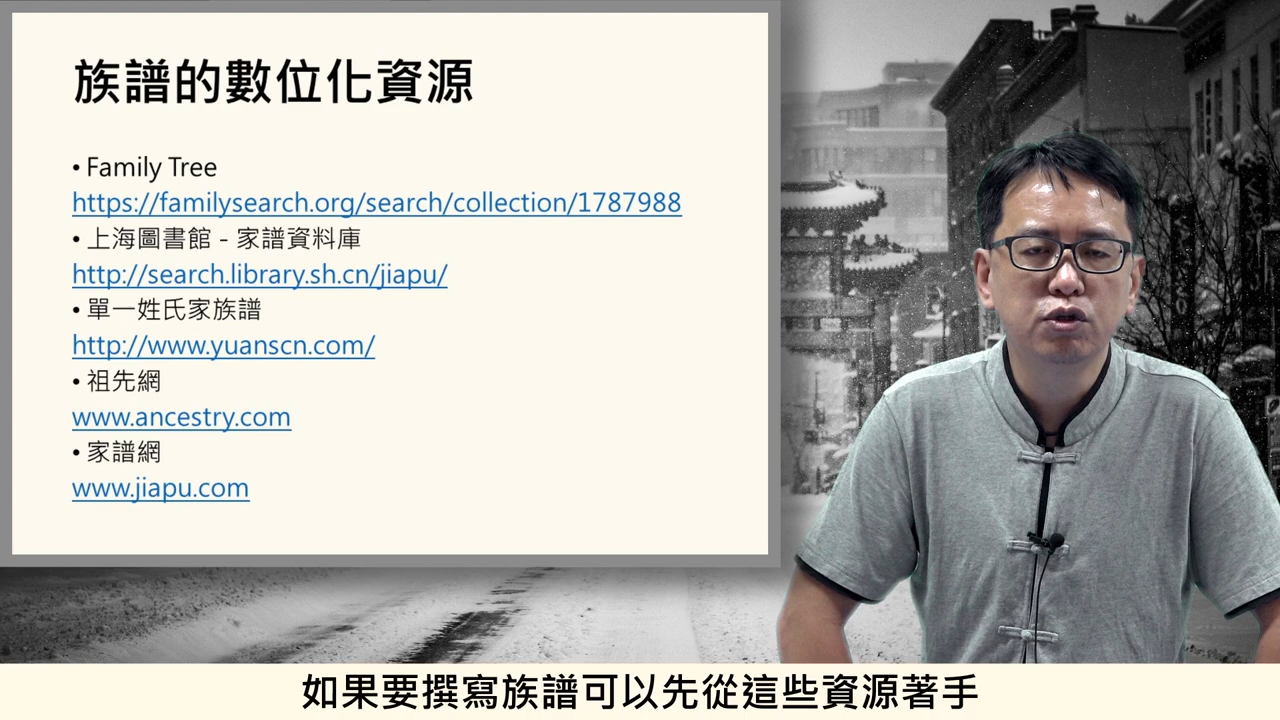 族譜的數位化資源
• Family Tree
https://familysearch.org/search/collection/1787988
• 上海圖書館 - 家譜資料庫
http://search.library.sh.cn/jiapu/
• 單一姓氏家族譜
http://www.yuanscn.com/
• 祖先網
www.ancestry.com
• 家譜網
www.jiapu.com
如果要撰寫族譜可以先從這些資源著手